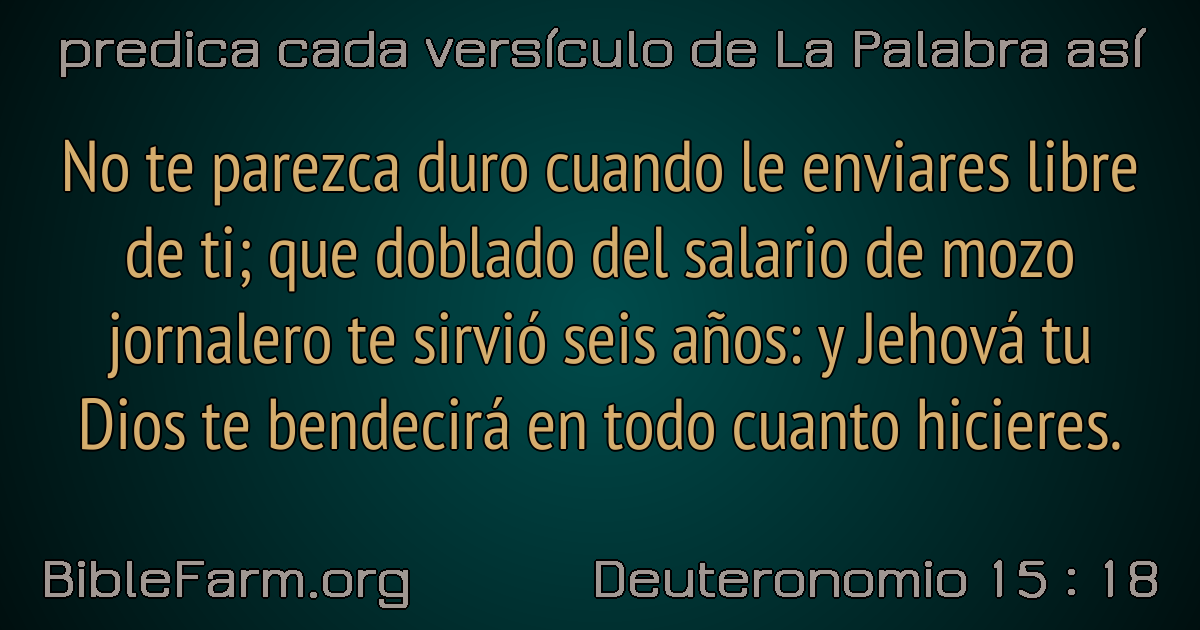 predica cada versículo de La Palabra así
No te parezca duro cuando le enviares libre
de ti; que doblado del salario de mozo
jornalero te sirvió seis años: y Jehová tu
Dios te bendecirá en todo cuanto hicieres.
BibleFarm.org
Deuteronomio 15 : 18